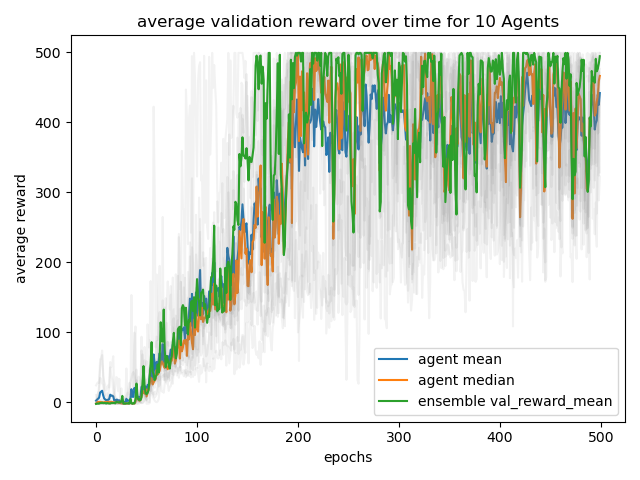 average validation reward over time for 10 Agents
500
400
300
200
100
0
average reward
agent mean
agent median
ensemble val_reward_mean
0 100 200 300 400 500
epochs